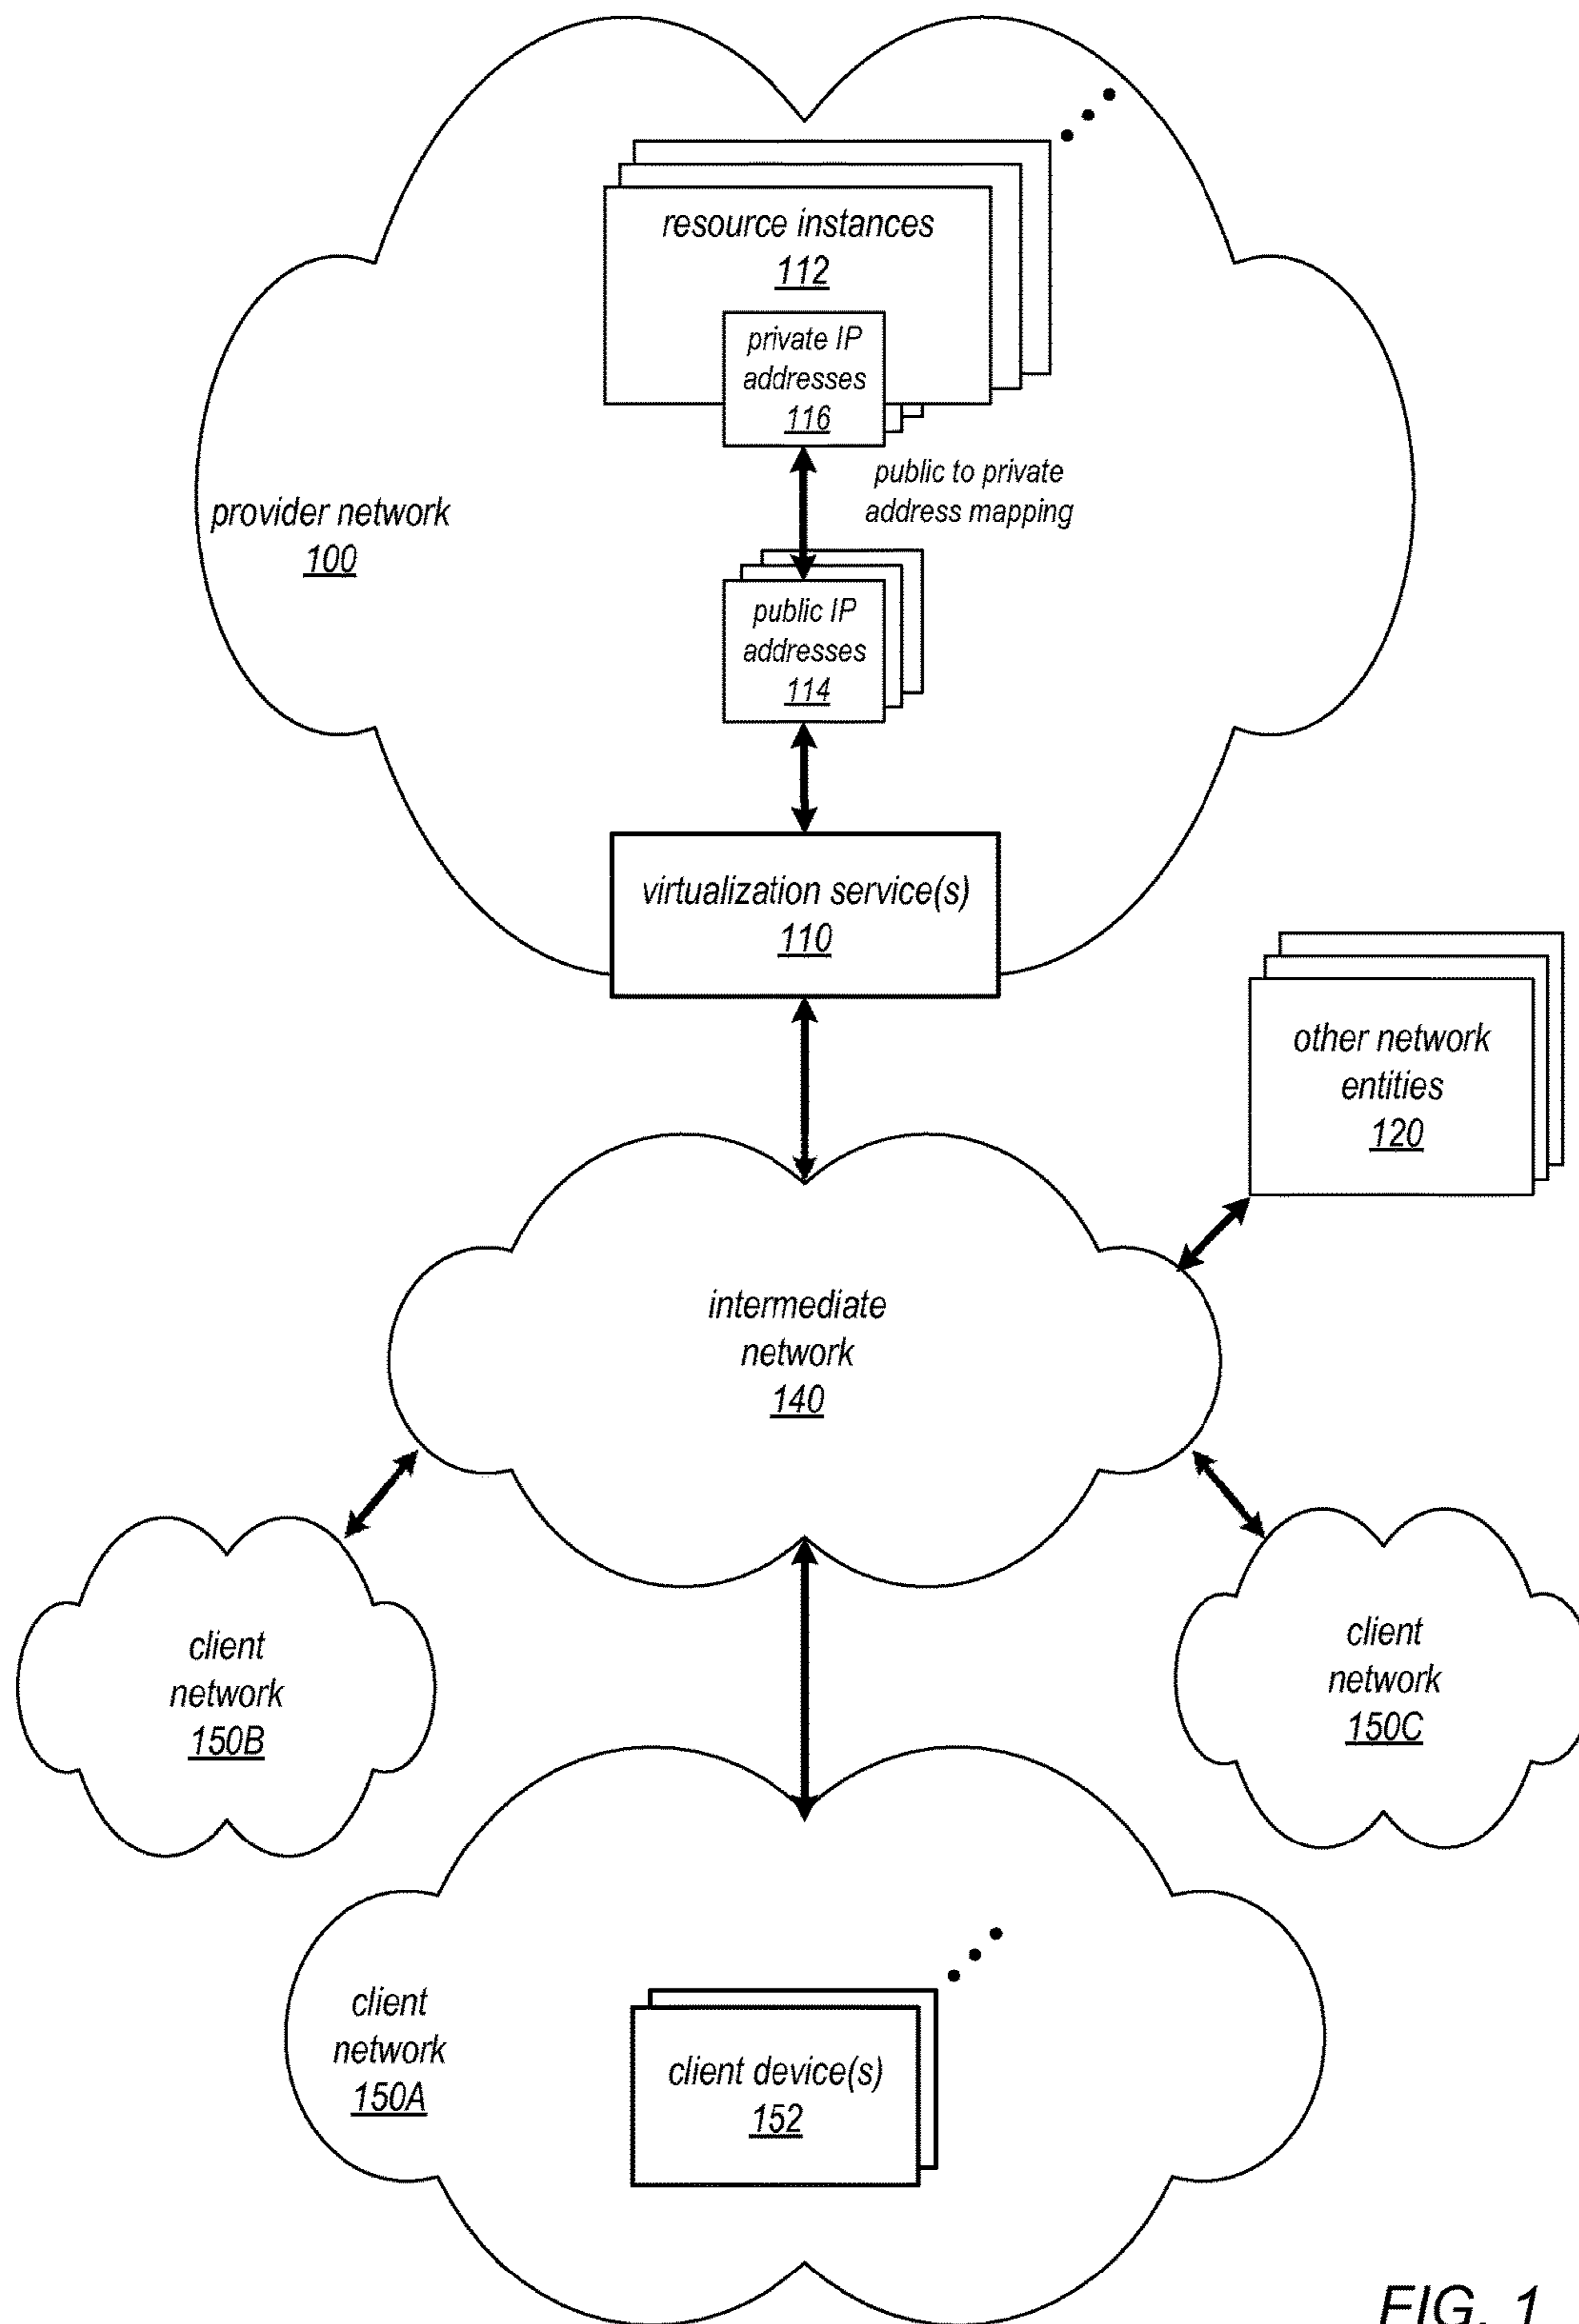 resource instances
112
private IP
addresses
116
public to private
address mapping
provider network
100
public IP
addresses
114
virtualization service(s)
110
other network
entities
120
intermediate
network
140
client
network
150B
client
network
150C
client
network
150A
client device(s)
152
FIG. 1